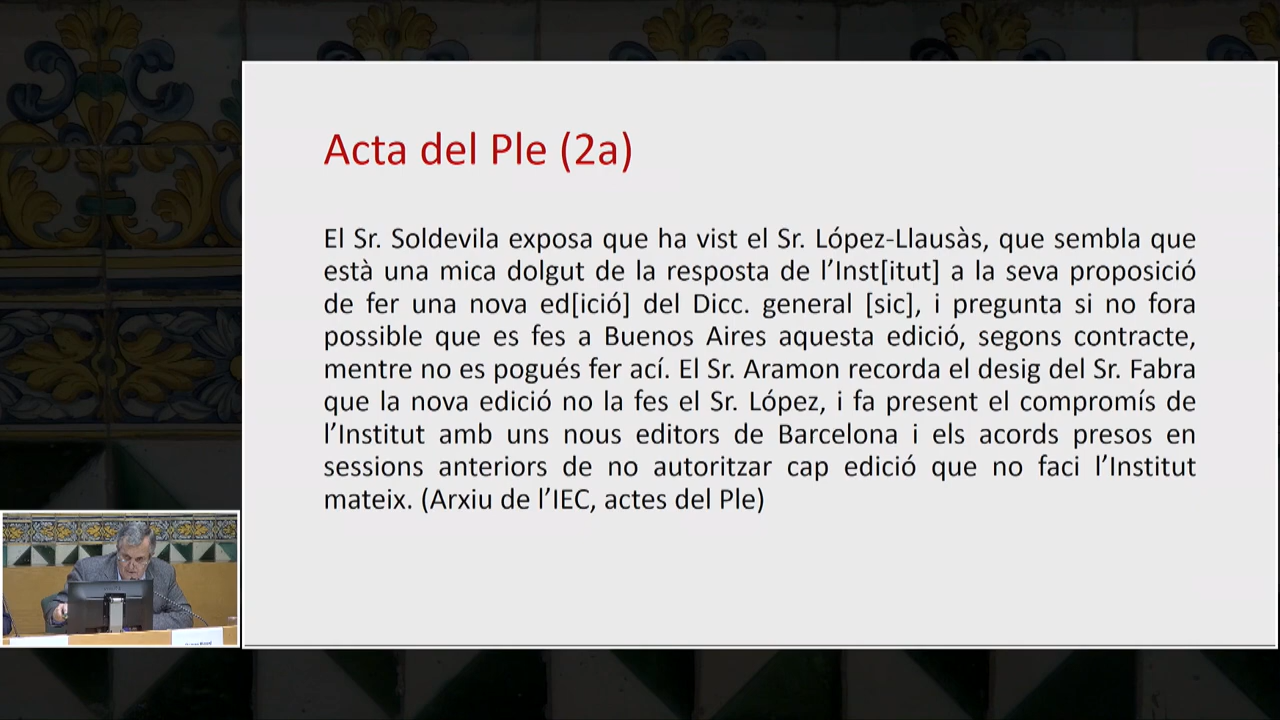 Acta del Ple (2a)
El Sr. Soldevila exposa que ha vist el Sr. López-Llausàs, que sembla que
està una mica dolgut de la resposta de l’Inst[itut] a la seva proposició
de fer una nova ed[ició] del Dicc. general [sic], i pregunta si no fora
possible que es fes a Buenos Aires aquesta edició, segons contracte,
mentre no es pogués fer ací. El Sr. Aramon recorda el desig del Sr. Fabra
que la nova edició no la fes el Sr. López, i fa present el compromís de
l’Institut amb uns nous editors de Barcelona i els acords presos en
sessions anteriors de no autoritzar cap edició que no faci l’Institut
mateix. (Arxiu de l’IEC, actes del Ple)